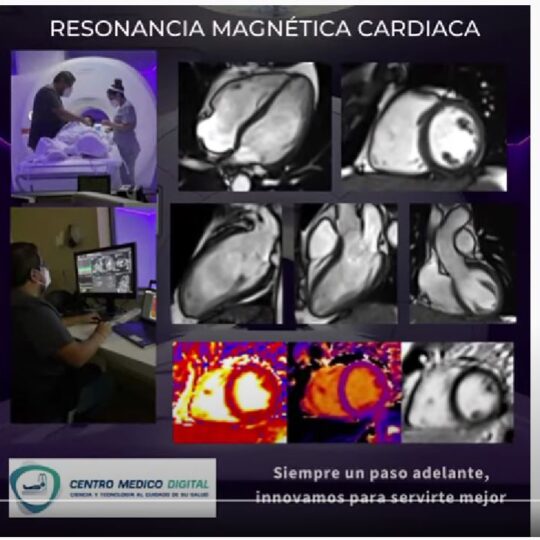 RESONANCIA MAGNÉTICA CARDIACA
CENTRO MEDICO DIGITAL
CIENCIA Y TECNOLOGIA AL CUIDADO DE SU SALUD
Siempre un paso adelante,
innovamos para servirte mejor